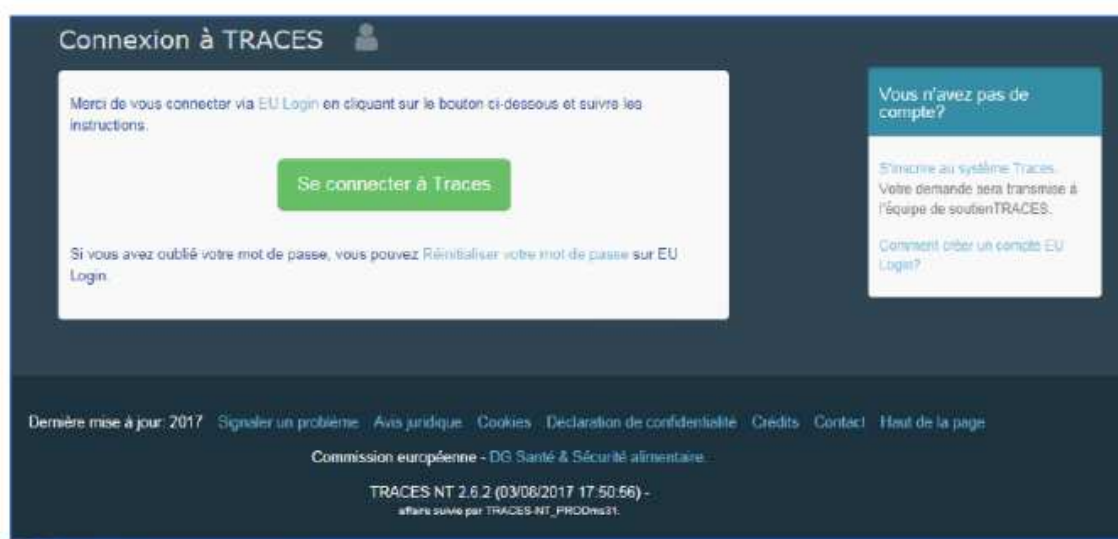 Connexion à TRACES
Merci de vous connecter via EU Login en cliquant sur le bouton ci-dessous et suivre les
instructions.
Se connecter à Traces
Si vous avez oublié votre mot de passe, vous pouvez Réinitialiser votre mot de passe sur EU
Login.
Vous n'avez pas de
compte?
S'inscrire au système Traces.
Votre demande sera transmise à
l'équipe de soutienTRACES.
Comment créer un compte EU
Login?
Dernière mise à jour: 2017 Signaler un problème Avis juridique Cookies Déclaration de confidentialité Crédits Contact Haut de la page
Commission européenne - DG Santé & Sécurité alimentaire.
TRACES NT 2.6.2 (03/08/2017 17:50:56) -
affaire suivie par TRACES-NT_PRODms31.